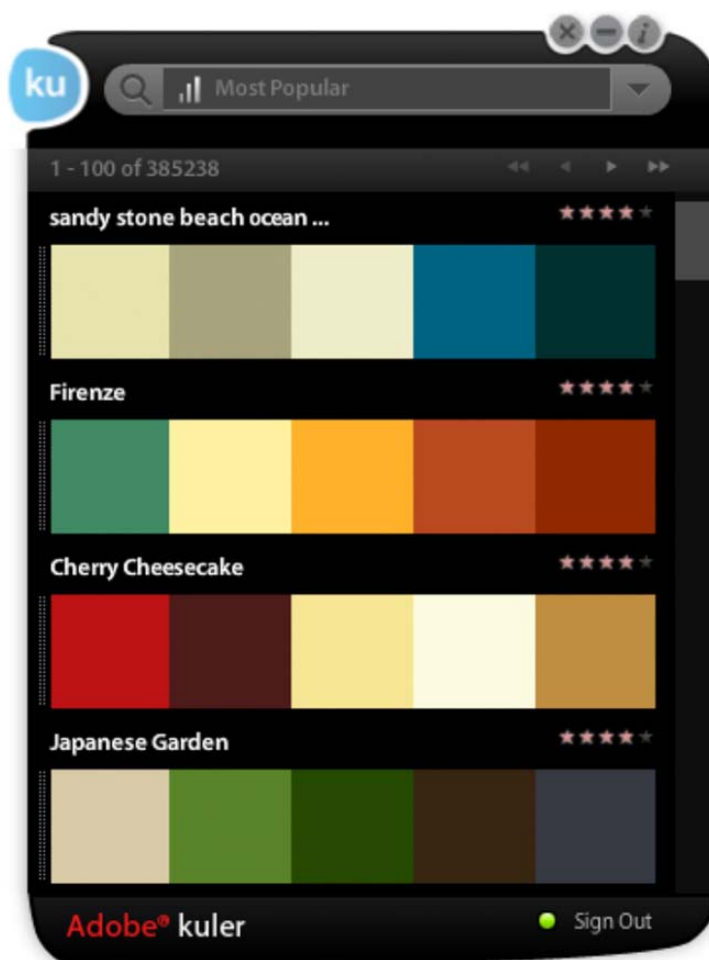 ku
Most Popular
1 - 100 of 385238
sandy stone beach ocean ...
Firenze
Cherry Cheesecake
Japanese Garden
Adobe® kuler
Sign Out